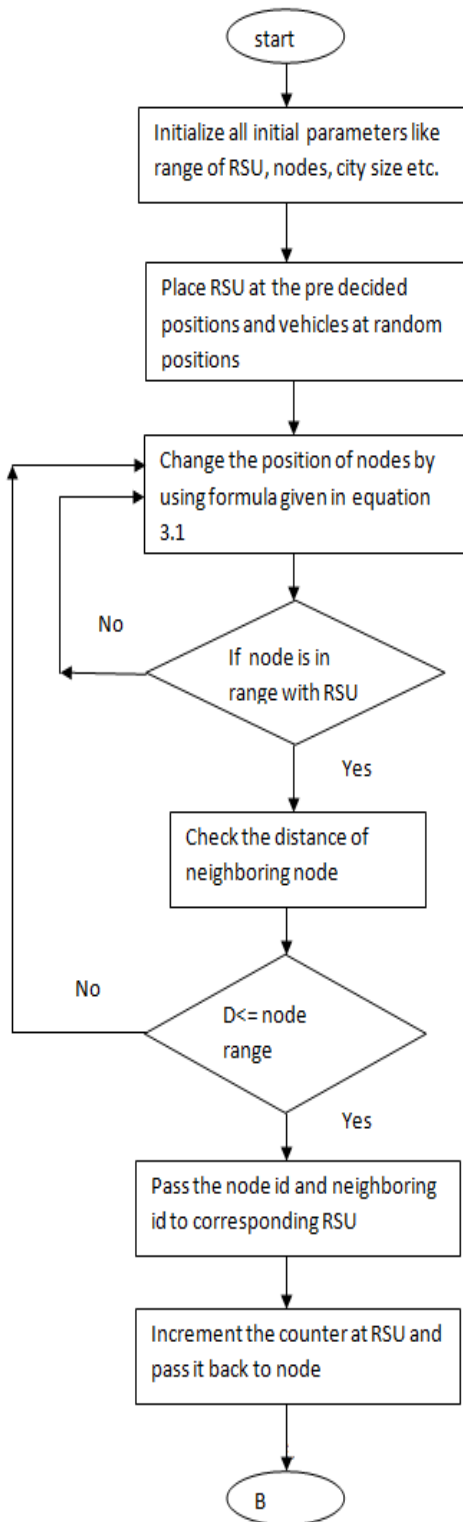 start
Initialize all initial parameters like
range of RSU, nodes, city size etc.
Place RSU at the pre decided
positions and vehicles at random
positions
Change the position of nodes by
using formula given in equation
3.1
No
If node is in
range with RSU
Yes
Check the distance of
neighboring node
No
D<= node
range
Yes
Pass the node id and neighboring
id to corresponding RSU
Increment the counter at RSU and
pass it back to node
B